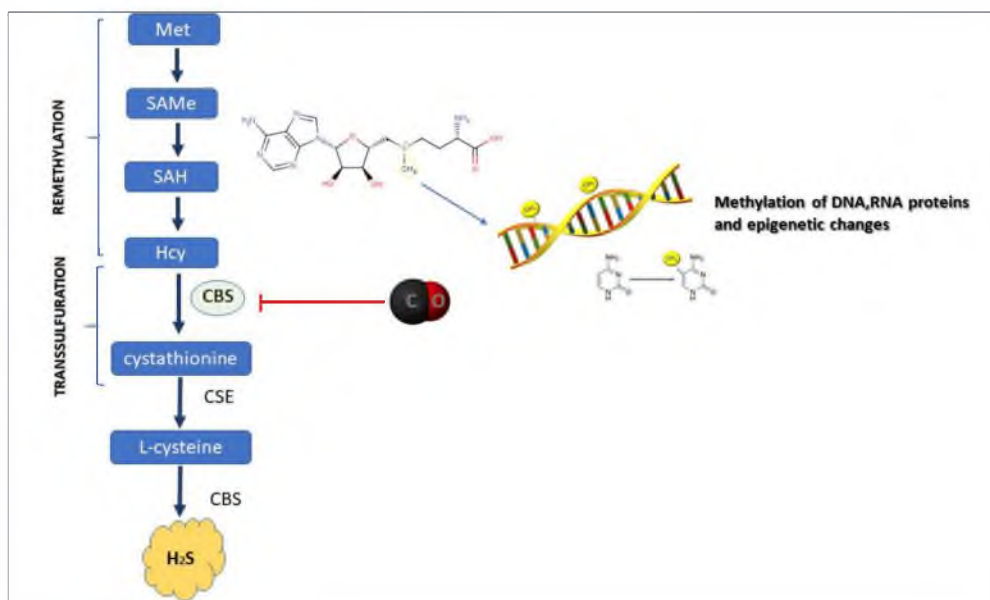 Met
SAMe
SAH
Hcy
REMETHYLATION
TRANSSULFURATION
CBS
C O
cystathionine
CSE
L-cysteine
CBS
H₂S
Methylation of DNA,RNA proteins
and epigenetic changes
NH₂